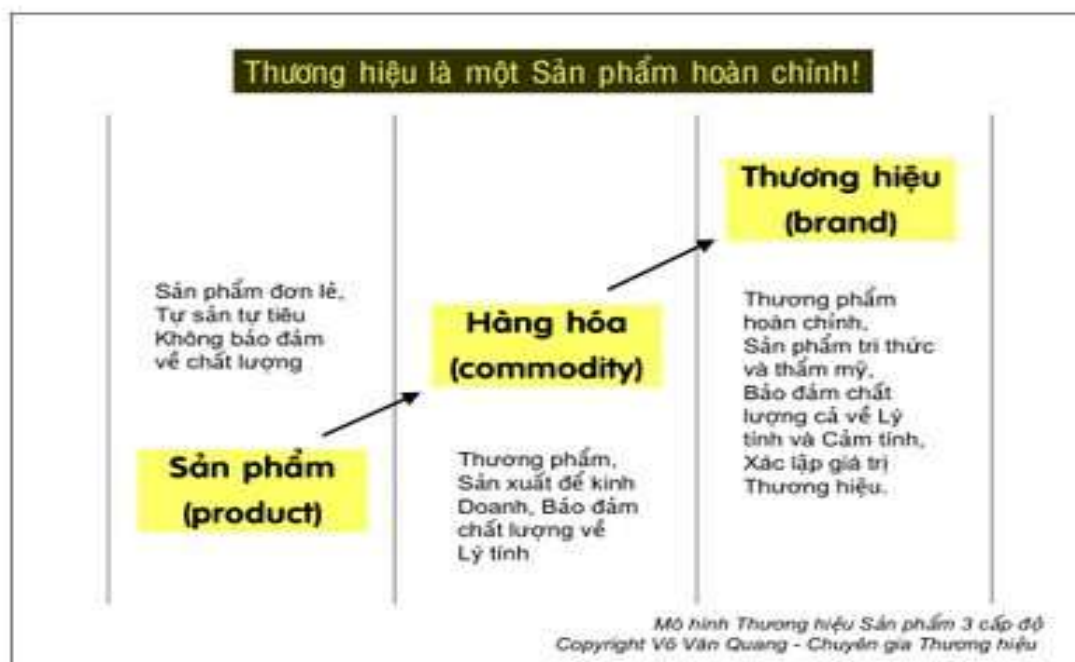 Thương hiệu là một Sản phẩm hoàn chỉnh!
Sản phẩm đơn lẻ,
Tự sản tự tiêu
Không bảo đảm
về chất lượng
Sản phẩm
(product)
Hàng hóa
(commodity)
Thương phẩm,
Sản xuất để kinh
Doanh, Bảo đảm
chất lượng về
Lý tính
Thương hiệu
(brand)
Thương phẩm
hoàn chỉnh,
Sản phẩm tri thức
và thẩm mỹ,
Bảo đảm chất
lượng cả về Lý
tính và Cảm tính,
Xác lập giá trị
Thương hiệu.
Mô hình Thương hiệu Sản phẩm 3 cấp độ
Copyright Võ Văn Quang - Chuyên gia Thương hiệu